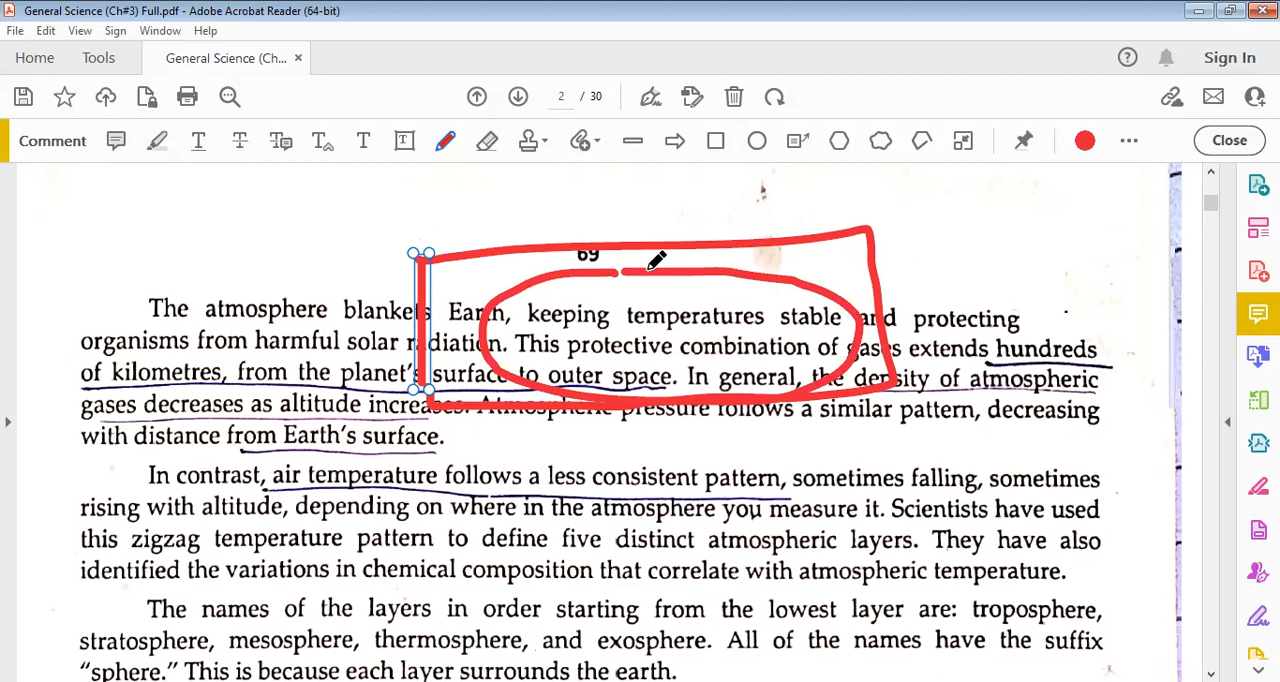 General Science (Ch#3) Full.pdf - Adobe Acrobat Reader (64-bit)
File Edit View Sign Window Help
Home Tools General Science (Ch... × Sign In
2 / 30
Comment Close
69
The atmosphere blankets Earth, keeping temperatures stable and protecting
organisms from harmful solar radiation. This protective combination of gases extends hundreds
of kilometres, from the planet's surface to outer space. In general, the density of atmospheric
gases decreases as altitude increases. Atmospheric pressure follows a similar pattern, decreasing
with distance from Earth's surface.
In contrast, air temperature follows a less consistent pattern, sometimes falling, sometimes
rising with altitude, depending on where in the atmosphere you measure it. Scientists have used
this zigzag temperature pattern to define five distinct atmospheric layers. They have also
identified the variations in chemical composition that correlate with atmospheric temperature.
The names of the layers in order starting from the lowest layer are: troposphere,
stratosphere, mesosphere, thermosphere, and exosphere. All of the names have the suffix
“sphere.” This is because each layer surrounds the earth.